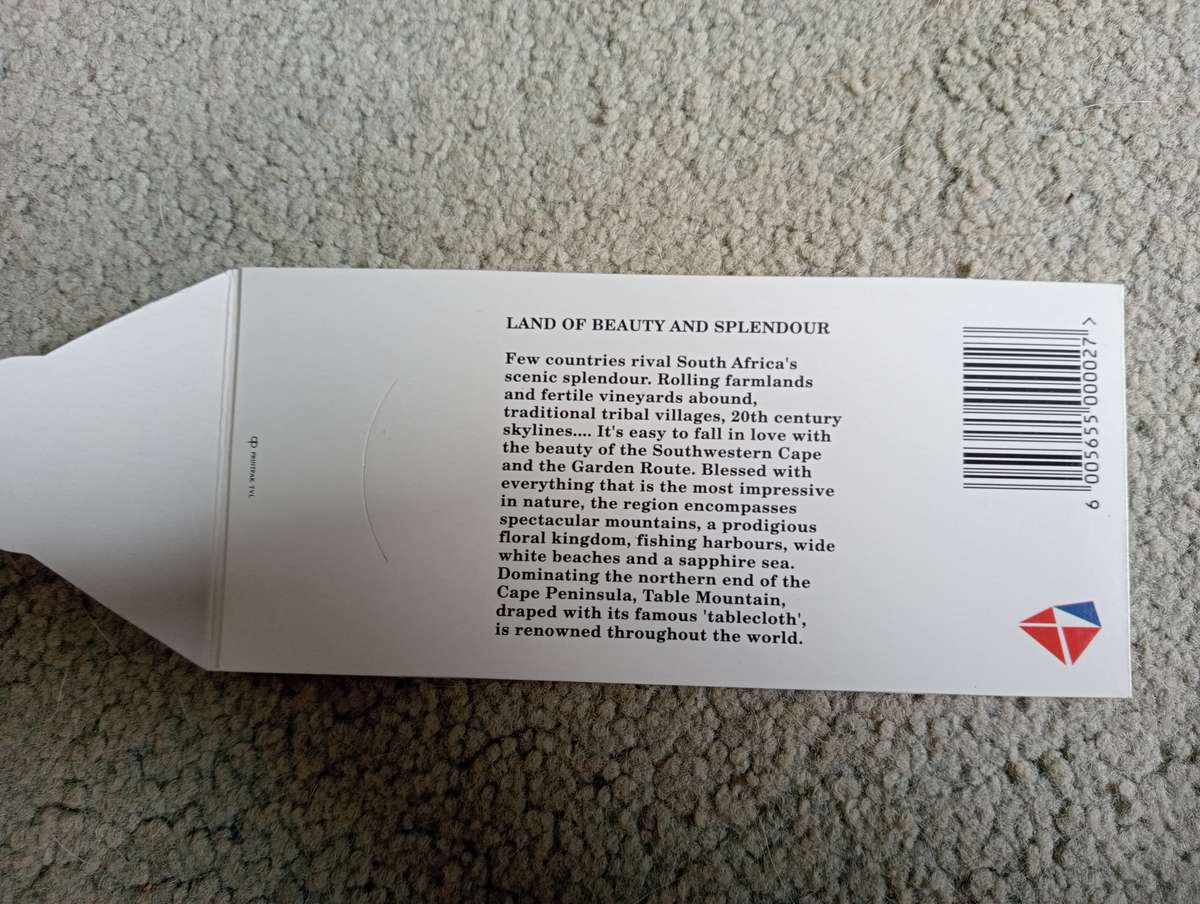 LAND OF BEAUTY AND SPLENDOUR
Few countries rival South Africa's
scenic splendour. Rolling farmlands
and fertile vineyards abound,
traditional tribal villages, 20th century
skylines.... It's easy to fall in love with
the beauty of the Southwestern Cape
and the Garden Route. Blessed with
everything that is the most impressive
in nature, the region encompasses
spectacular mountains, a prodigious
floral kingdom, fishing harbours, wide
white beaches and a sapphire sea.
Dominating the northern end of the
Cape Peninsula, Table Mountain,
draped with its famous 'tablecloth',
is renowned throughout the world.
6 005655 000027 >
PRINTPAK TVL